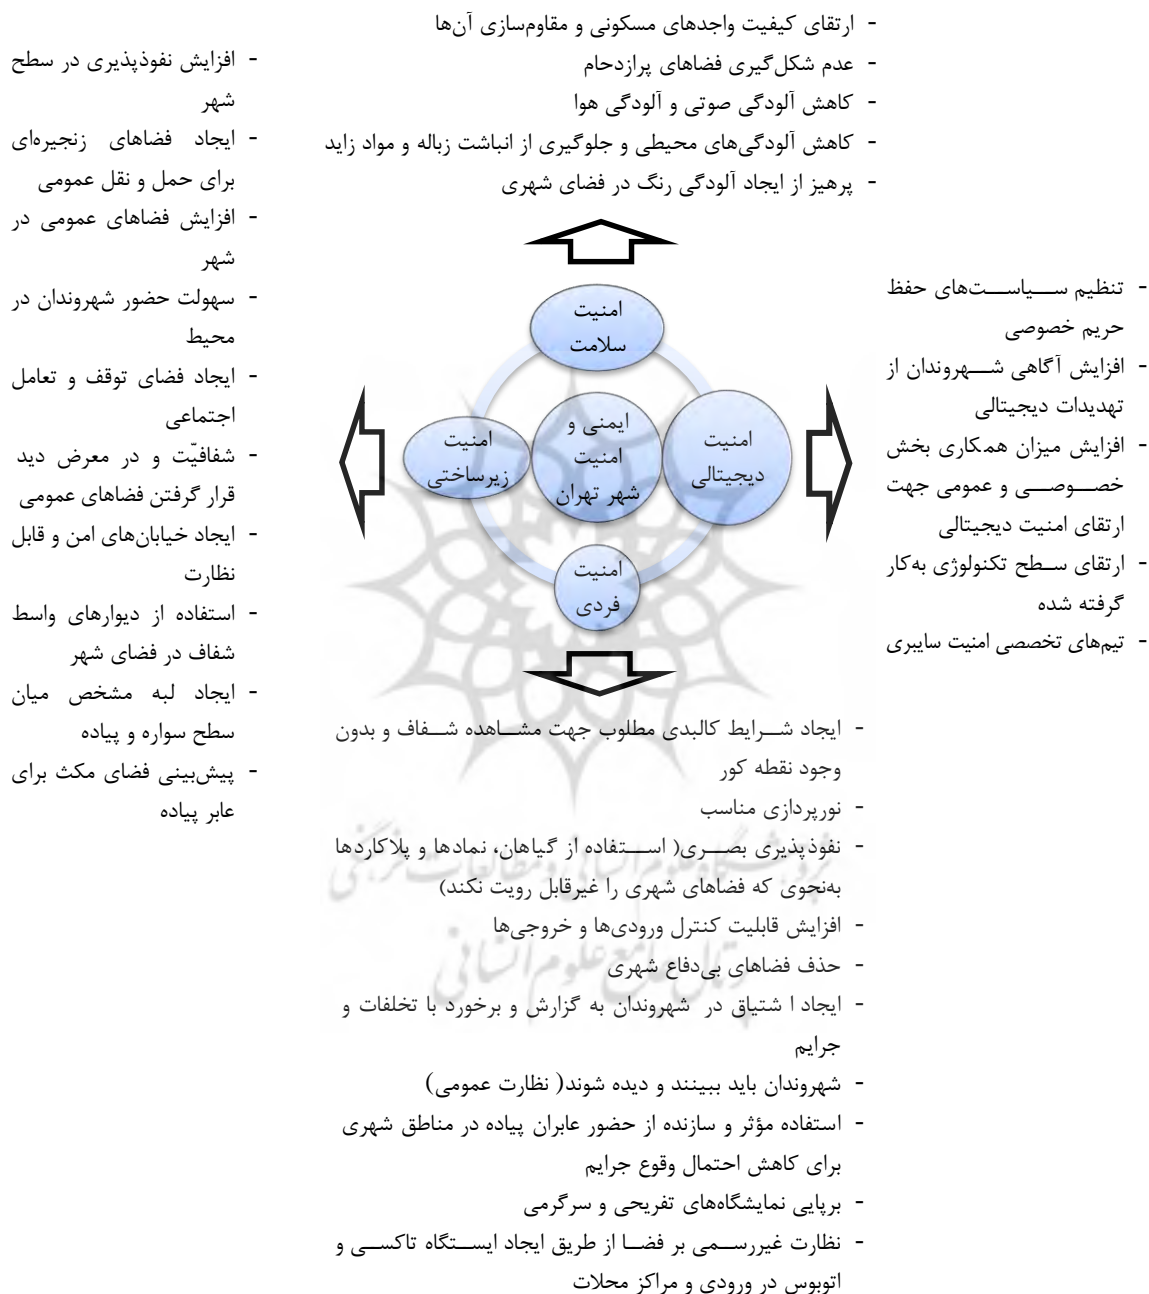 - ارتقای کیفیت واجدهای مسکونی و مقاوم‌سازی آن‌ها
- عدم شکل‌گیری فضاهای پرازدحام
- کاهش آلودگی صوتی و آلودگی هوا
- کاهش آلودگی‌های محیطی و جلوگیری از انباشت زباله و مواد زاید
- پرهیز از ایجاد آلودگی رنگ در فضای شهری
- تنظیم سیاست‌های حفظ
حریم خصوصی
- افزایش آگاهی شهروندان از
تهدیدات دیجیتالی
- افزایش میزان همکاری بخش
خصوصی و عمومی جهت
ارتقای امنیت دیجیتالی
- ارتقای سطح تکنولوژی به‌کار
گرفته شده
- تیم‌های تخصصی امنیت سایبری
امنیت
سلامت
امنیت
دیجیتالی
ایمنی و
امنیت
شهر تهران
امنیت
زیرساختی
امنیت
فردی
- افزایش نفوذپذیری در سطح
شهر
- ایجاد فضاهای زنجیره‌ای
برای حمل و نقل عمومی
- افزایش فضاهای عمومی در
شهر
- سهولت حضور شهروندان در
محیط
- ایجاد فضای توقف و تعامل
اجتماعی
- شفافیّت و در معرض دید
قرار گرفتن فضاهای عمومی
- ایجاد خیابان‌های امن و قابل
نظارت
- استفاده از دیوارهای واسط
شفاف در فضای شهر
- ایجاد لبه مشخص میان
سطح سواره و پیاده
- پیش‌بینی فضای مکث برای
عابر پیاده
- ایجاد شرایط کالبدی مطلوب جهت مشاهده شفاف و بدون
وجود نقطه کور
- نورپردازی مناسب
- نفوذپذیری بصری( استفاده از گیاهان، نمادها و پلاکاردها
به‌نحوی که فضاهای شهری را غیرقابل رویت نکند)
- افزایش قابلیت کنترل ورودی‌ها و خروجی‌ها
- حذف فضاهای بی‌دفاع شهری
- ایجاد ا شتیاق در شهروندان به گزارش و برخورد با تخلفات و
جرایم
- شهروندان باید ببینند و دیده شوند( نظارت عمومی)
- استفاده مؤثر و سازنده از حضور عابران پیاده در مناطق شهری
برای کاهش احتمال وقوع جرایم
- برپایی نمایشگاه‌های تفریحی و سرگرمی
- نظارت غیررسمی بر فضا از طریق ایجاد ایستگاه تاکسی و
اتوبوس در ورودی و مراکز محلات
پژوهشگاه علوم انسانی و مطالعات فرهنگی
پرتال جامع علوم انسانی